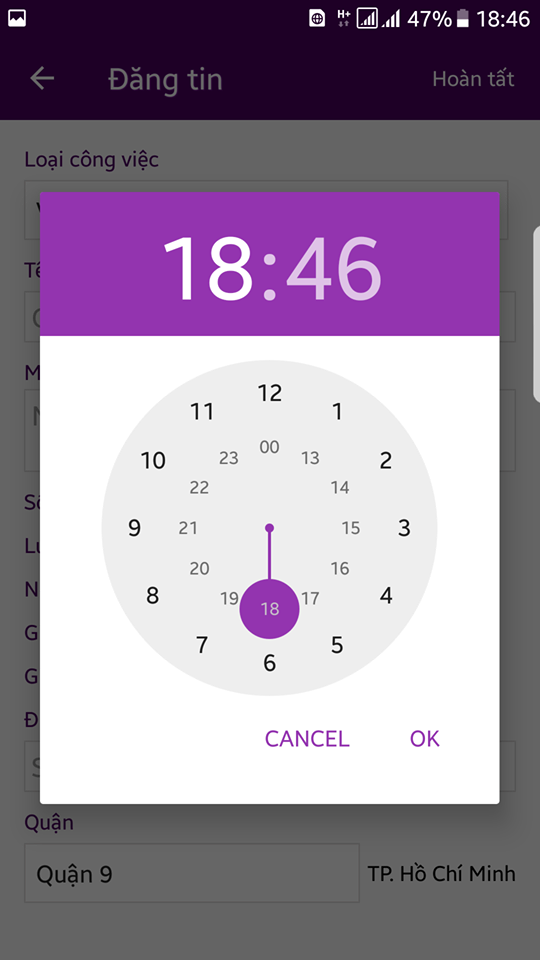 H+ 47% 18:46
Đăng tin Hoàn tất
Loại công việc
18:46
12
11 1
00
23 13
10 2
22 14
9 21 15 3
20 16
8 19 17 4
18
7 5
6
CANCEL OK
Quận
Quận 9 TP. Hồ Chí Minh